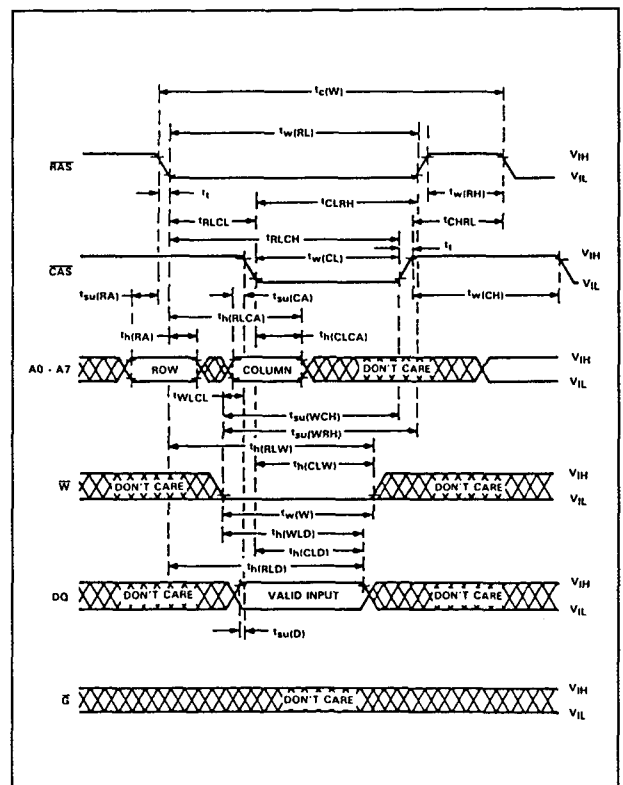 tc(W)
tw(RL)
RAS
VIH
VIL
tt
tw(RH)
tCLRH
tRLCL
tCHRL
tRLCH
tt
tw(CL)
CAS
VIH
VIL
tsu(RA)
tsu(CA)
tw(CH)
th(RLCA)
th(RA)
th(CLCA)
A0 - A7
ROW
COLUMN
DON'T CARE
VIH
VIL
tWLCL
tsu(WCH)
tsu(WRH)
th(RLW)
th(CLW)
W
DON'T CARE
DON'T CARE
VIH
VIL
tw(W)
th(WLD)
th(CLD)
th(RLD)
DQ
DON'T CARE
VALID INPUT
DON'T CARE
VIH
VIL
tsu(D)
G
DON'T CARE
VIH
VIL